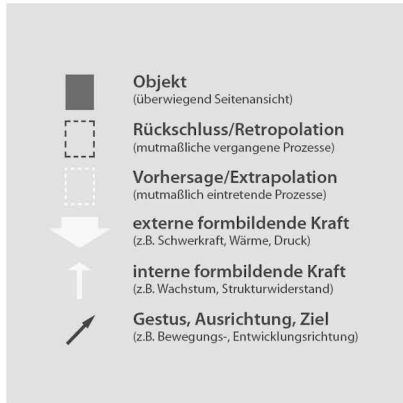 Objekt
(überwiegend Seitenansicht)
Rückschluss/Retropolation
(mutmaßliche vergangene Prozesse)
Vorhersage/Extrapolation
(mutmaßlich eintretende Prozesse)
externe formbildende Kraft
(z.B. Schwerkraft, Wärme, Druck)
interne formbildende Kraft
(z.B. Wachstum, Strukturwiderstand)
Gestus, Ausrichtung, Ziel
(z.B. Bewegungs-, Entwicklungsrichtung)